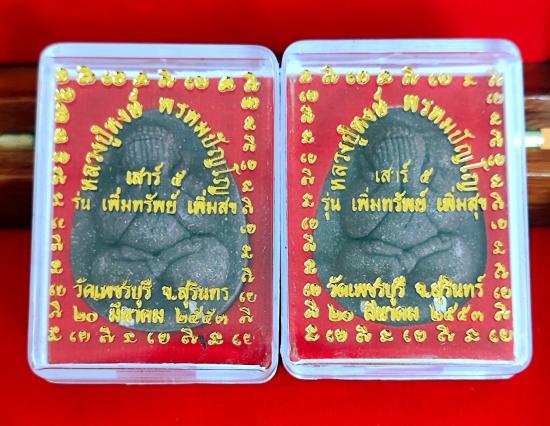 หลวงปู่หงษ์ พรหมปัญโญ
เสาร์ ๕
รุ่น เพิ่มทรัพย์ เพิ่มสุข
วัดเพชรบุรี จ.สุรินทร์
๒๐ มีนาคม ๒๕๕๓
หลวงปู่หงษ์ พรหมปัญโญ
เสาร์ ๕
รุ่น เพิ่มทรัพย์ เพิ่มสุข
วัดเพชรบุรี จ.สุรินทร์
๒๐ มีนาคม ๒๕๕๓